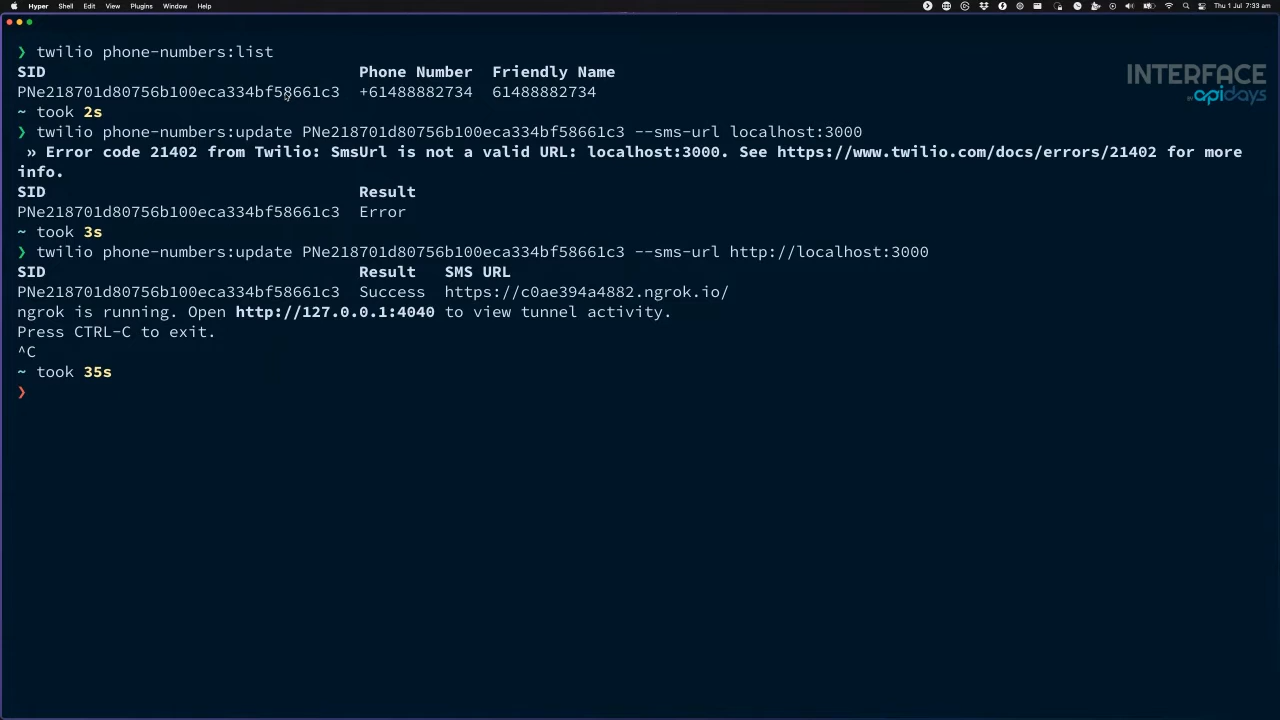 Hyper Shell Edit View Plugins Window Help Thu 1 Jul 7:33 am
INTERFACE
BY apidays
❯ twilio phone-numbers:list
SID Phone Number Friendly Name
PNe218701d80756b100eca334bf58661c3 +61488882734 61488882734
~ took 2s
❯ twilio phone-numbers:update PNe218701d80756b100eca334bf58661c3 --sms-url localhost:3000
» Error code 21402 from Twilio: SmsUrl is not a valid URL: localhost:3000. See https://www.twilio.com/docs/errors/21402 for more
info.
SID Result
PNe218701d80756b100eca334bf58661c3 Error
~ took 3s
❯ twilio phone-numbers:update PNe218701d80756b100eca334bf58661c3 --sms-url http://localhost:3000
SID Result SMS URL
PNe218701d80756b100eca334bf58661c3 Success https://c0ae394a4882.ngrok.io/
ngrok is running. Open http://127.0.0.1:4040 to view tunnel activity.
Press CTRL-C to exit.
^C
~ took 35s
❯